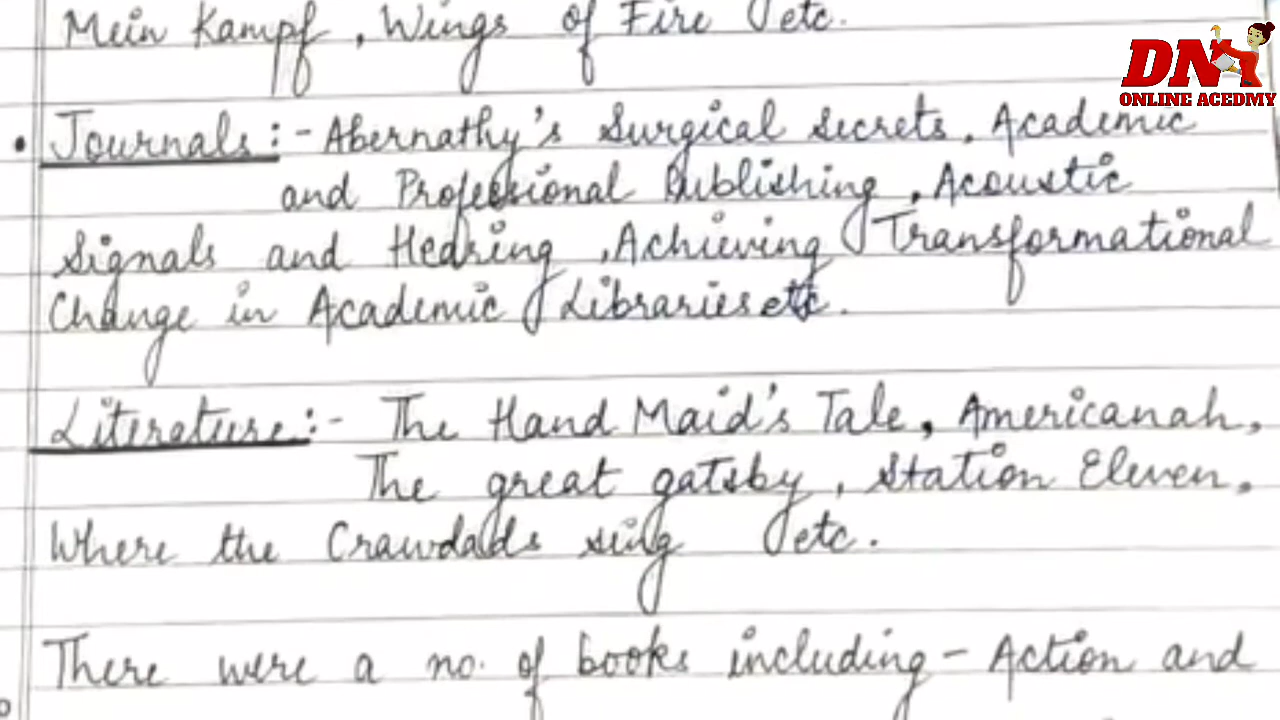 Mein Kampf, Wings of Fire etc.
DNA
ONLINE ACEDMY
• Journals:- Abernathy's Surgical Secrets, Academic
and Professional Publishing, Acoustic
Signals and Hearing, Achieving Transformational
Change in Academic Libraries etc.
Literature:- The Hand Maid's Tale, Americanah,
The great gatsby, Station Eleven,
Where the Crawdads sing etc.
There were a no. of books including - Action and